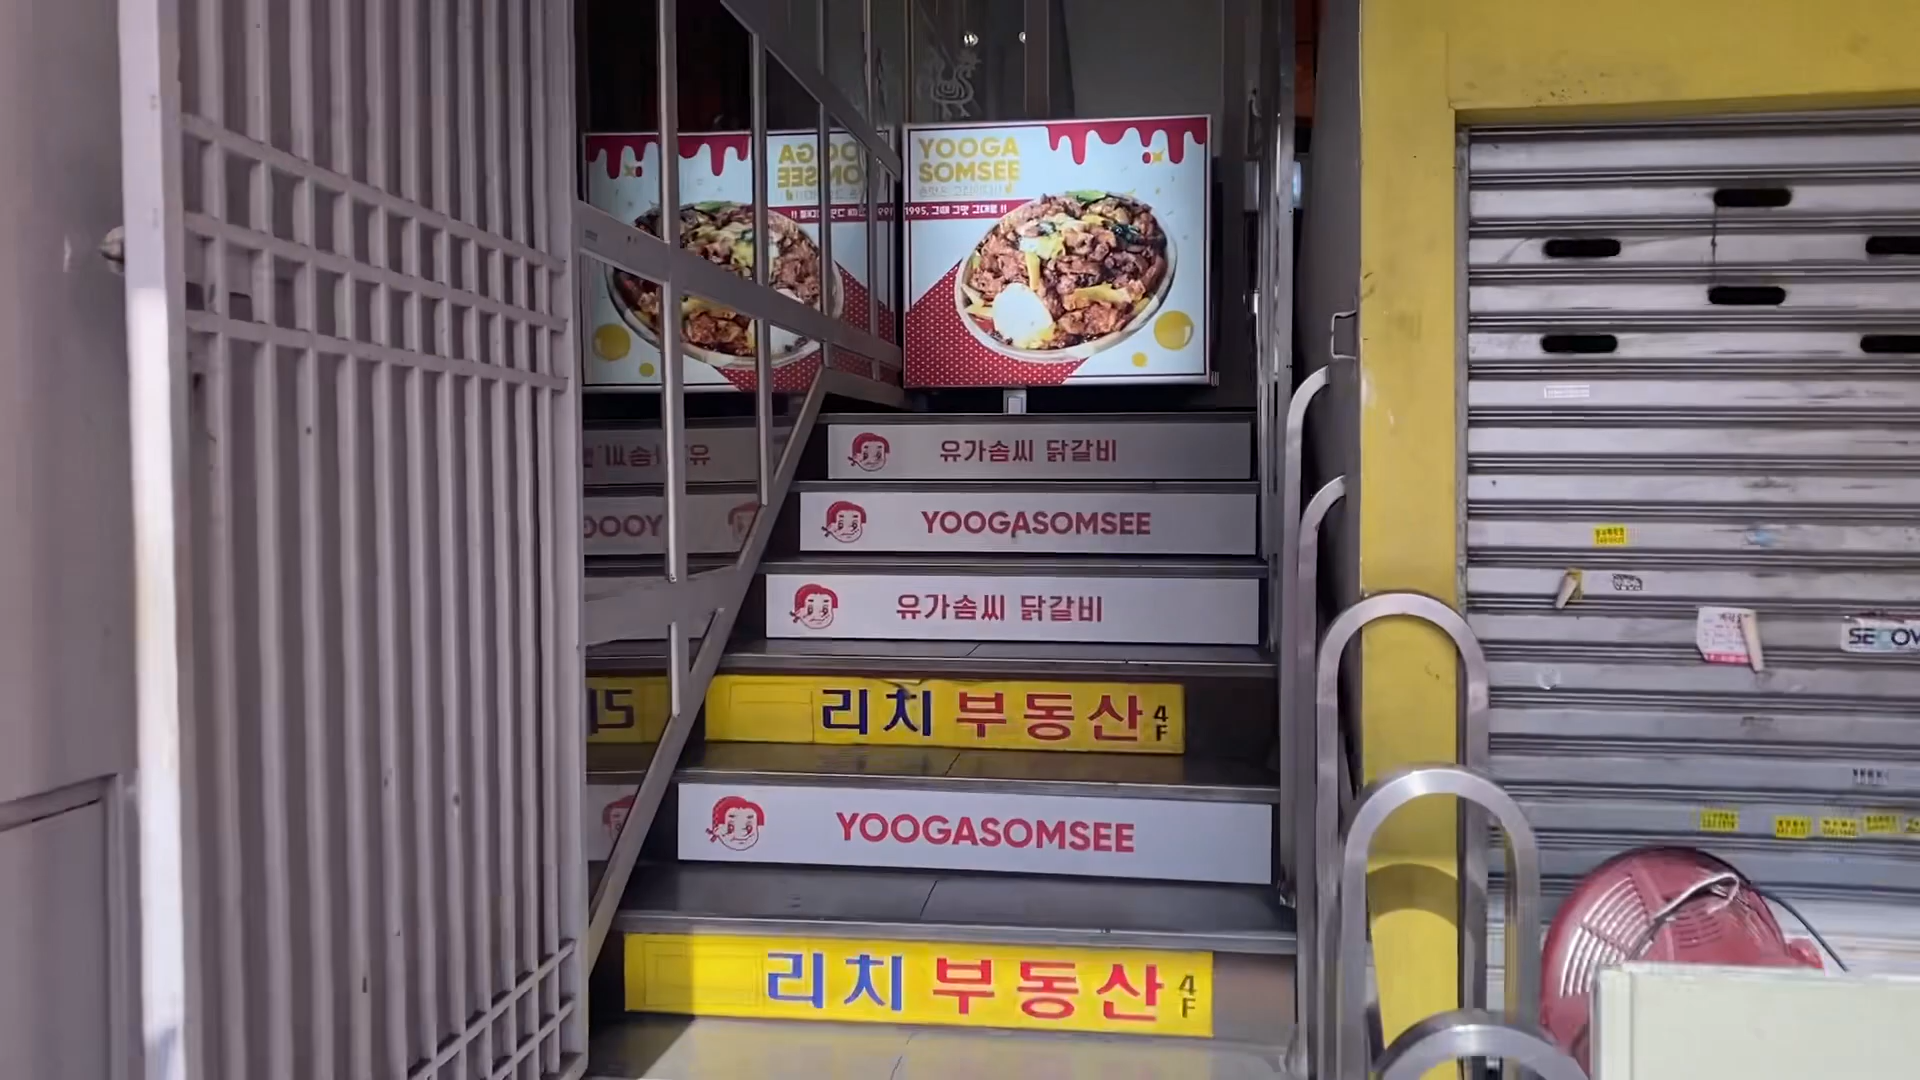 YOOGA
SOMSEE
1995, 그때 그맛 그대로 !!
유가솜씨 닭갈비
YOOGASOMSEE
유가솜씨 닭갈비
리치부동산 4F
YOOGASOMSEE
리치부동산 4F